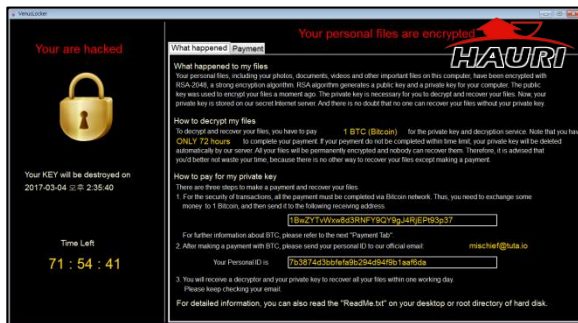 VenusLocker
Your are hacked
Your personal files are encrypted
HAURI
What happened
Payment
What happened to my files
Your personal files, including your photos, documents, videos and other important files on this computer, have been encrypted with
RSA-2048, a strong encryption algorithm. RSA algorithm generates a public key and a private key for your computer. The public
key was used to encrypt your files a moment ago. The private key is necessary for you to decrypt and recover your files. Now, your
private key is stored on our secret Internet server. And there is no doubt that no one can recover your files without your private key.
How to decrypt my files
To decrypt and recover your files, you have to pay 1 BTC (Bitcoin) for the private key and decryption service. Note that you have
ONLY 72 hours to complete your payment. If your payment do not be completed within time limit, your private key will be deleted
automatically by our server. All your files will be permanently encrypted and nobody can recover them. Therefore, it is advised that
you'd better not waste your time, because there is no other way to recover your files except making a payment.
How to pay for my private key
There are three steps to make a payment and recover your files.
1. For the security of transactions, all the payment must be completed via Bitcoin network. Thus, you need to exchange some
money to 1 Bitcoin, and then send it to the following receiving address.
1BwZYTvWxw8d3RNFY9QY9gJ4RjEPt93p37
For further information about BTC, please refer to the next "Payment Tab".
2. After making a payment with BTC, please send your personal ID to our official email: mischief@tuta.io
Your Personal ID is 7b3874d3bbfefa9b294d94f9b1aaf6da
3. You will receive a decryptor and your private key to recover all your files within one working day.
Please keep checking your email.
For detailed information, you can also read the "ReadMe.txt" on your desktop or root directory of hard disk.
Your KEY will be destroyed on
2017-03-04 오후 2:35:40
Time Left
71 : 54 : 41